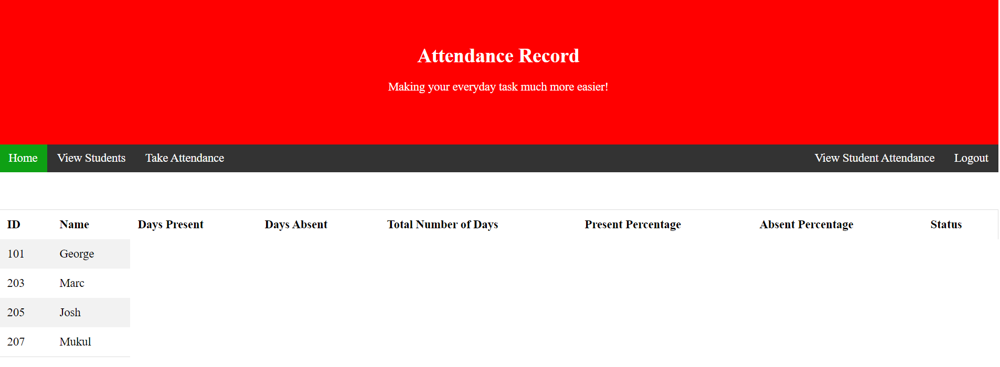 Attendance Record
Making your everyday task much more easier!
Home View Students Take Attendance View Student Attendance Logout
ID Name Days Present Days Absent Total Number of Days Present Percentage Absent Percentage Status
101 George
203 Marc
205 Josh
207 Mukul